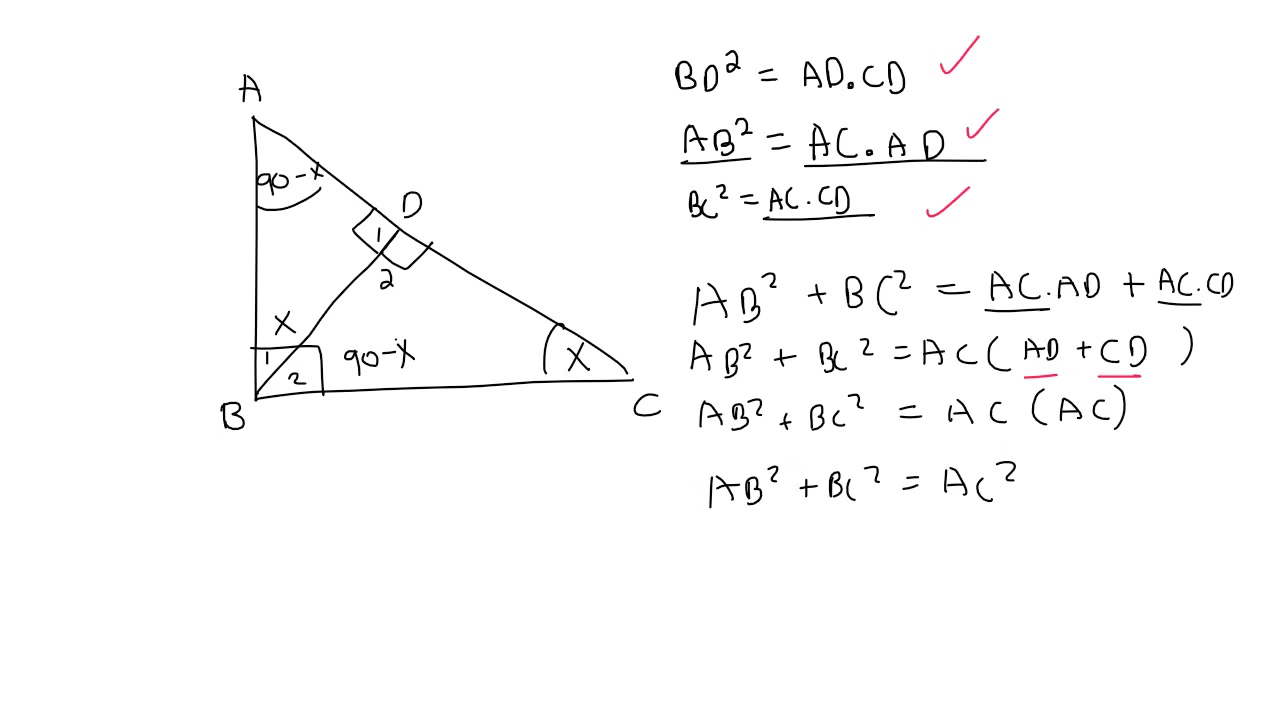 A
90-x
D
1
2
x
1
2
90-x
x
B
C
BD² = AD.CD
AB² = AC.AD
BC² = AC.CD
AB² + BC² = AC.AD + AC.CD
AB² + BC² = AC(AD + CD)
AB² + BC² = AC (AC)
AB² + BC² = AC²